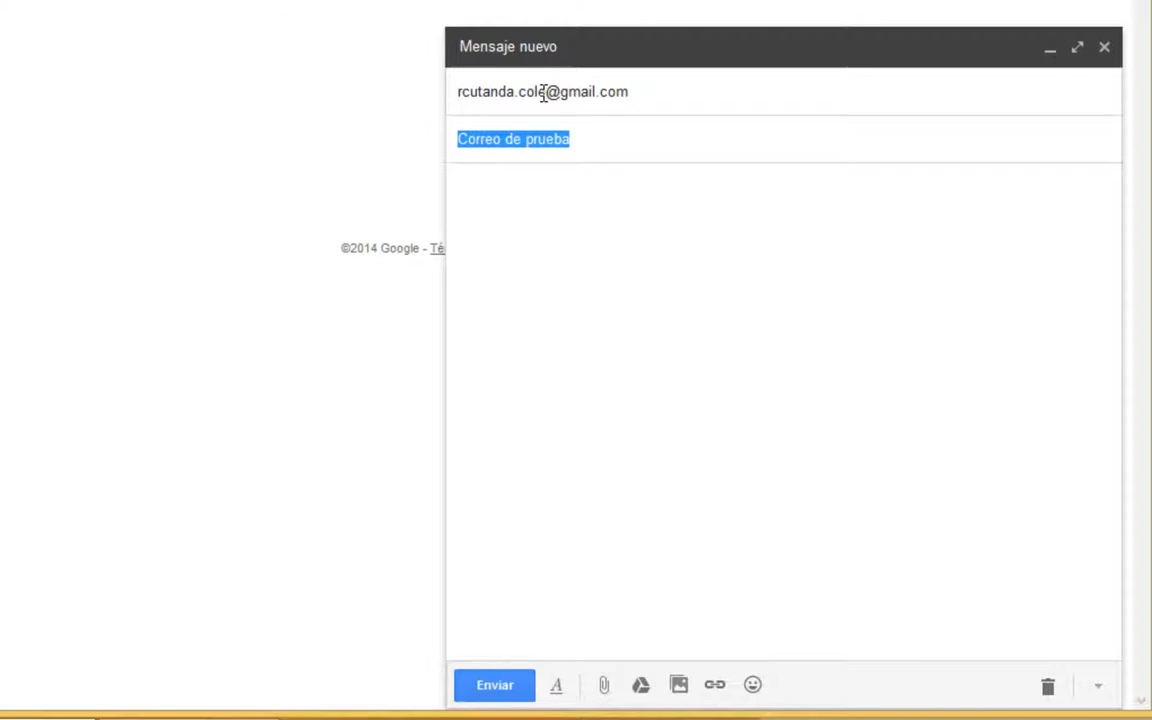 Mensaje nuevo
rcutanda.cole@gmail.com
Correo de prueba
©2014 Google - Té
Enviar
A